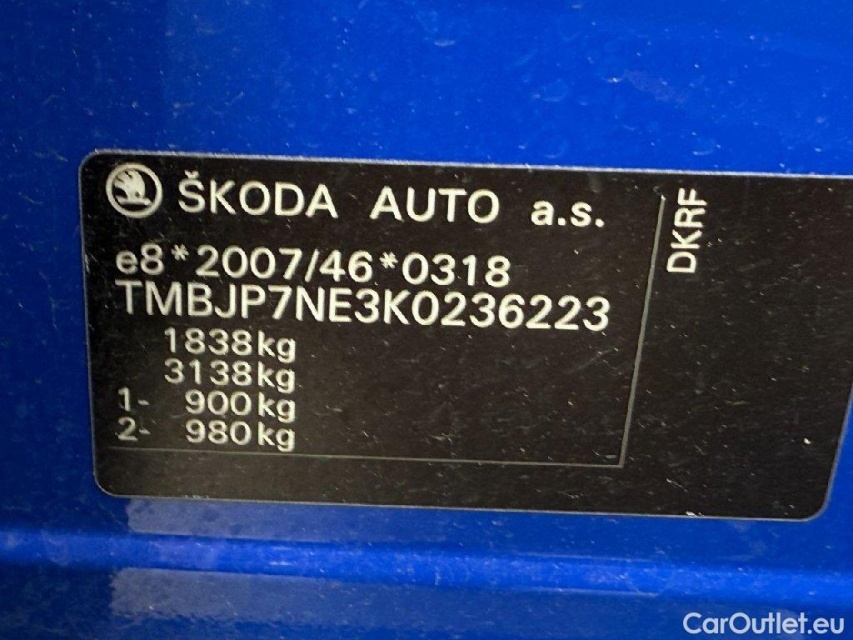 ŠKODA AUTO a.s.
e8*2007/46*0318
TMBJP7NE3K0236223
1838kg
3138kg
1- 900kg
2- 980kg
DKRF
CarOutlet.eu